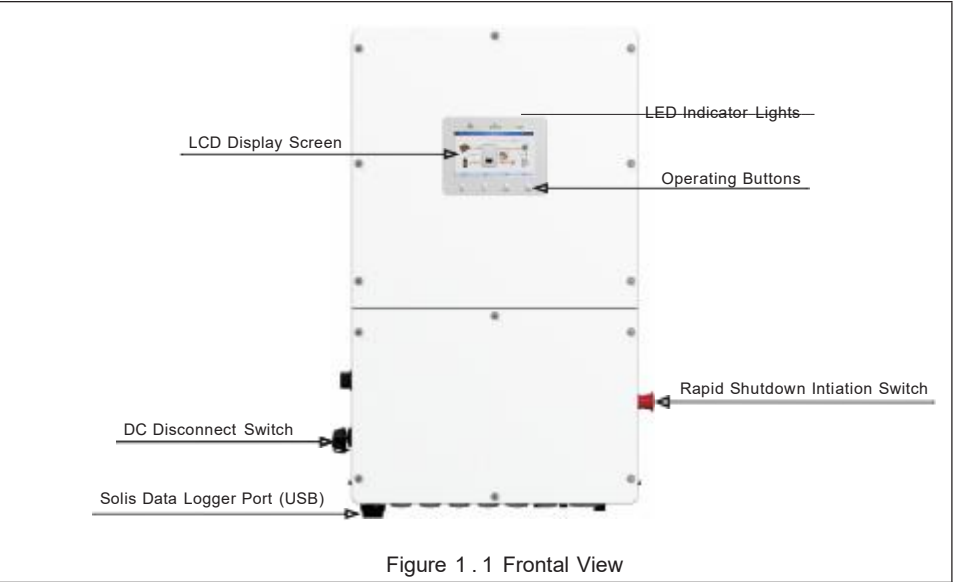 LED Indicator Lights
LCD Display Screen
Operating Buttons
Rapid Shutdown Intiation Switch
DC Disconnect Switch
Solis Data Logger Port (USB)
Figure 1 . 1 Frontal View